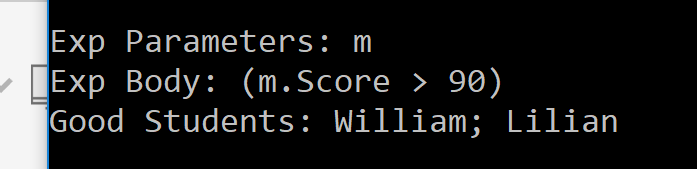 Exp Parameters: m
Exp Body: (m.Score > 90)
Good Students: William; Lilian